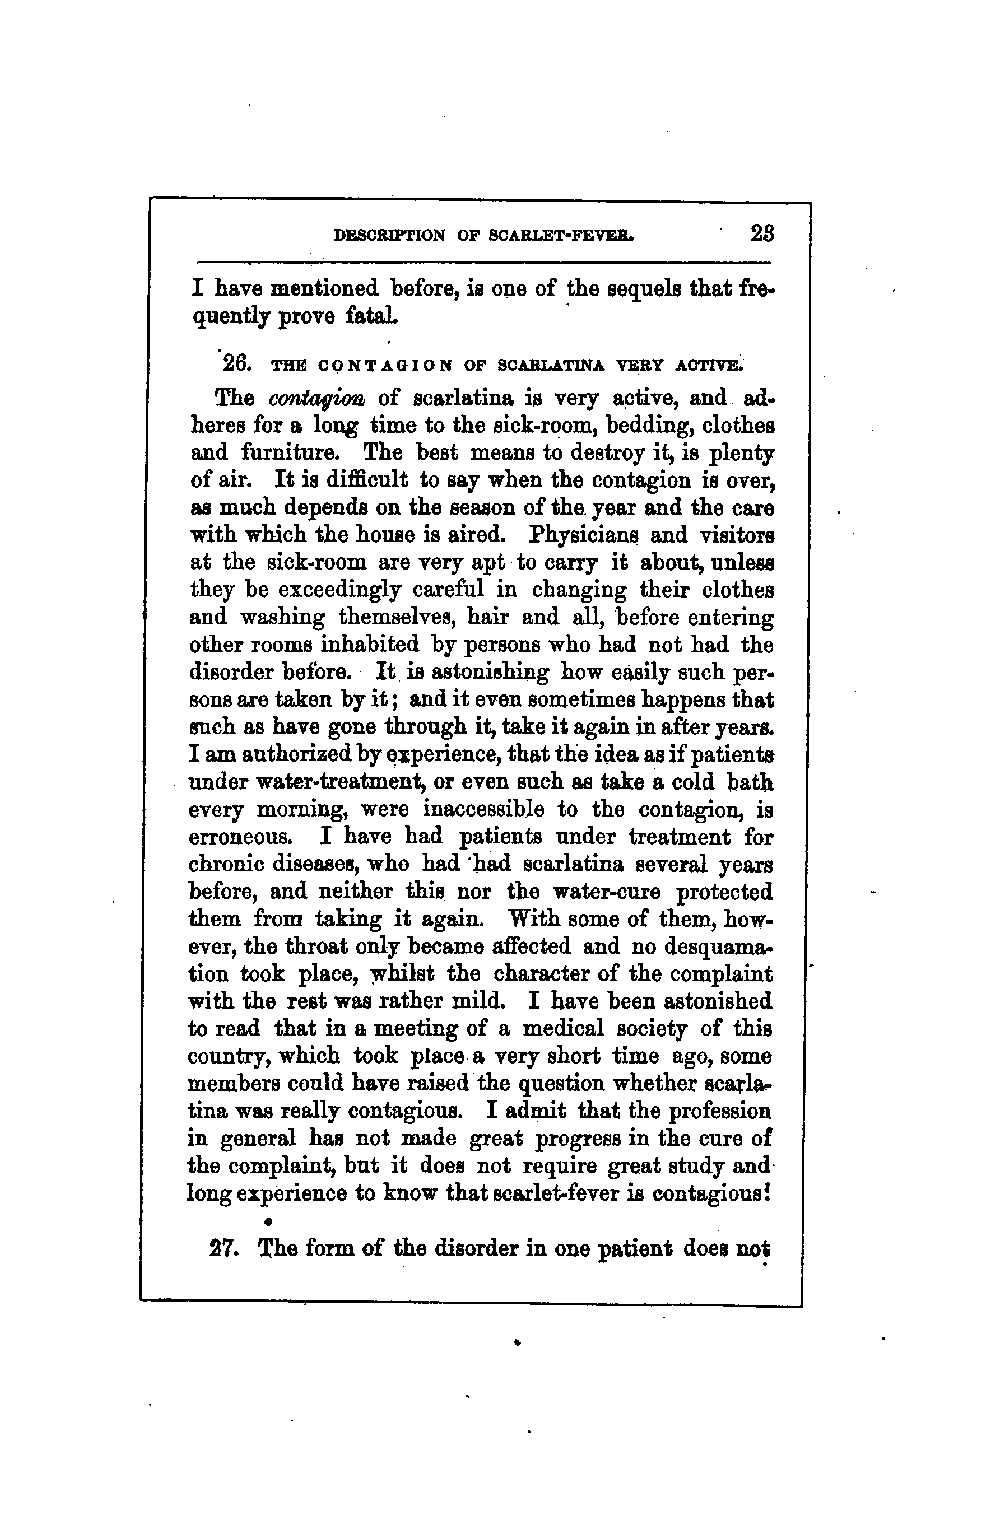 DESCRIPTION OF SCARLET-FEVER. 23
I have mentioned before, is one of the sequels that fre-
quently prove fatal.
26. THE CONTAGION OF SCARLATINA VERY ACTIVE.
The contagion of scarlatina is very active, and ad-
heres for a long time to the sick-room, bedding, clothes
and furniture. The best means to destroy it, is plenty
of air. It is difficult to say when the contagion is over,
as much depends on the season of the year and the care
with which the house is aired. Physicians and visitors
at the sick-room are very apt to carry it about, unless
they be exceedingly careful in changing their clothes
and washing themselves, hair and all, before entering
other rooms inhabited by persons who had not had the
disorder before. It is astonishing how easily such per-
sons are taken by it; and it even sometimes happens that
such as have gone through it, take it again in after years.
I am authorized by experience, that the idea as if patients
under water-treatment, or even such as take a cold bath
every morning, were inaccessible to the contagion, is
erroneous. I have had patients under treatment for
chronic diseases, who had had scarlatina several years
before, and neither this nor the water-cure protected
them from taking it again. With some of them, how-
ever, the throat only became affected and no desquama-
tion took place, whilst the character of the complaint
with the rest was rather mild. I have been astonished
to read that in a meeting of a medical society of this
country, which took place a very short time ago, some
members could have raised the question whether scarla-
tina was really contagious. I admit that the profession
in general has not made great progress in the cure of
the complaint, but it does not require great study and
long experience to know that scarlet-fever is contagious!
27. The form of the disorder in one patient does not